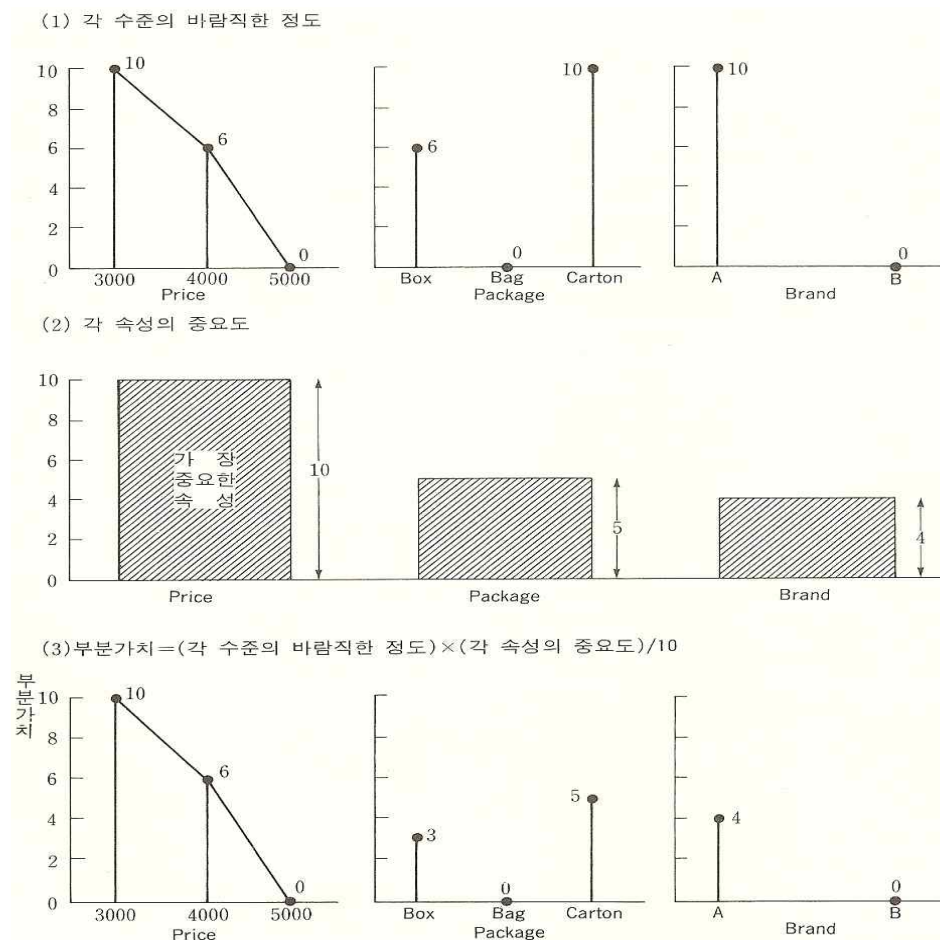 (1) 각 수준의 바람직한 정도
10
8
6
4
2
0
10
6
0
3000 4000 5000
Price
6
0
10
Box Bag Carton
Package
10
0
A B
Brand
(2) 각 속성의 중요도
10
8
6
4
2
0
가 장
중요한
속 성
10
5
4
Price Package Brand
(3)부분가치=(각 수준의 바람직한 정도)×(각 속성의 중요도)/10
부분가치
10
8
6
4
2
0
10
6
0
3000 4000 5000
Price
3
0
5
Box Bag Carton
Package
4
0
A B
Brand